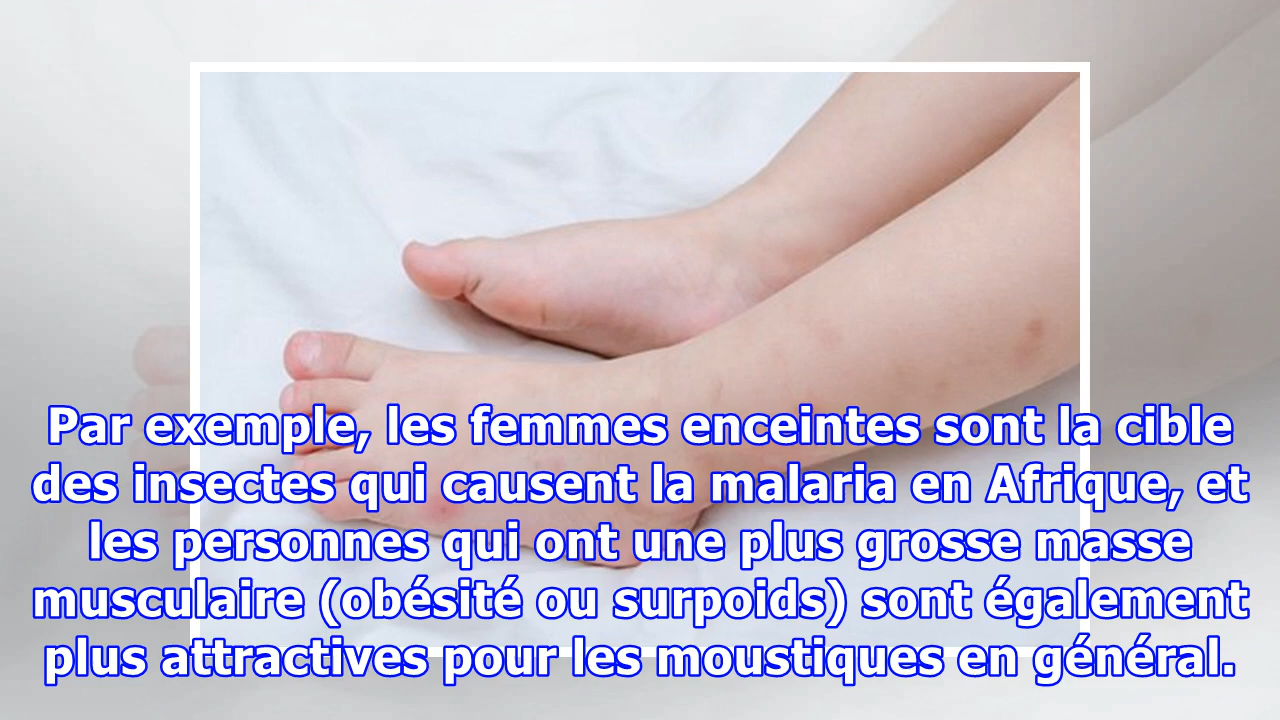 Par exemple, les femmes enceintes sont la cible
des insectes qui causent la malaria en Afrique, et
les personnes qui ont une plus grosse masse
musculaire (obésité ou surpoids) sont également
plus attractives pour les moustiques en général.